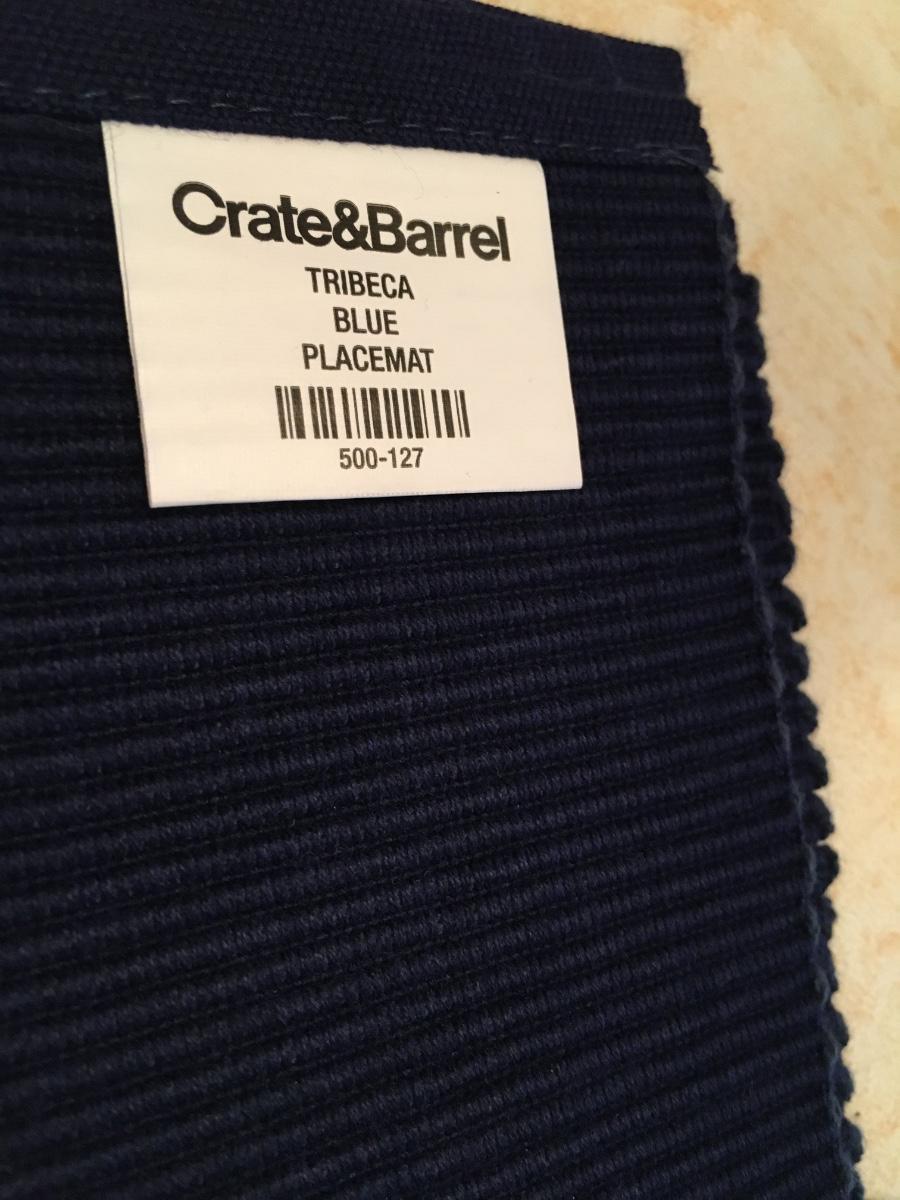 Crate&Barrel
TRIBECA
BLUE
PLACEMAT
500-127